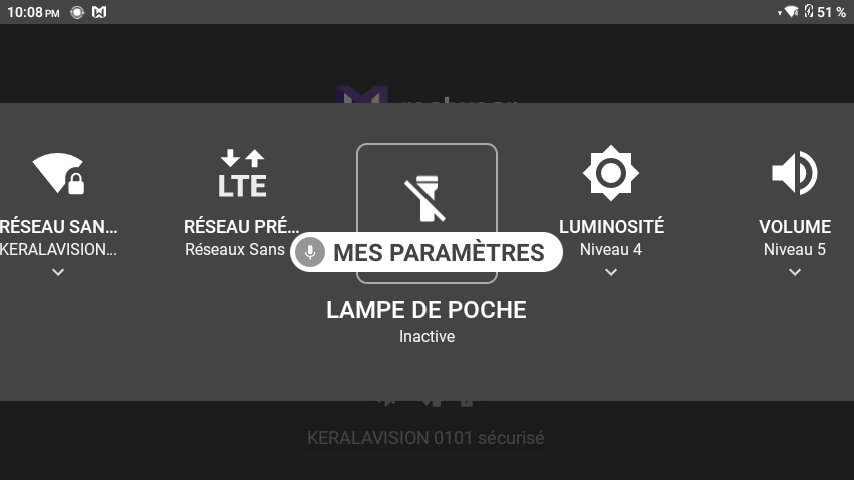 10:08 PM
51 %
RÉSEAU SAN...
KERALAVISION...
RÉSEAU PRÉ...
Réseaux Sans
LUMINOSITÉ
Niveau 4
VOLUME
Niveau 5
MES PARAMÈTRES
LAMPE DE POCHE
Inactive
LTE
KERALAVISION 0101 sécurisé